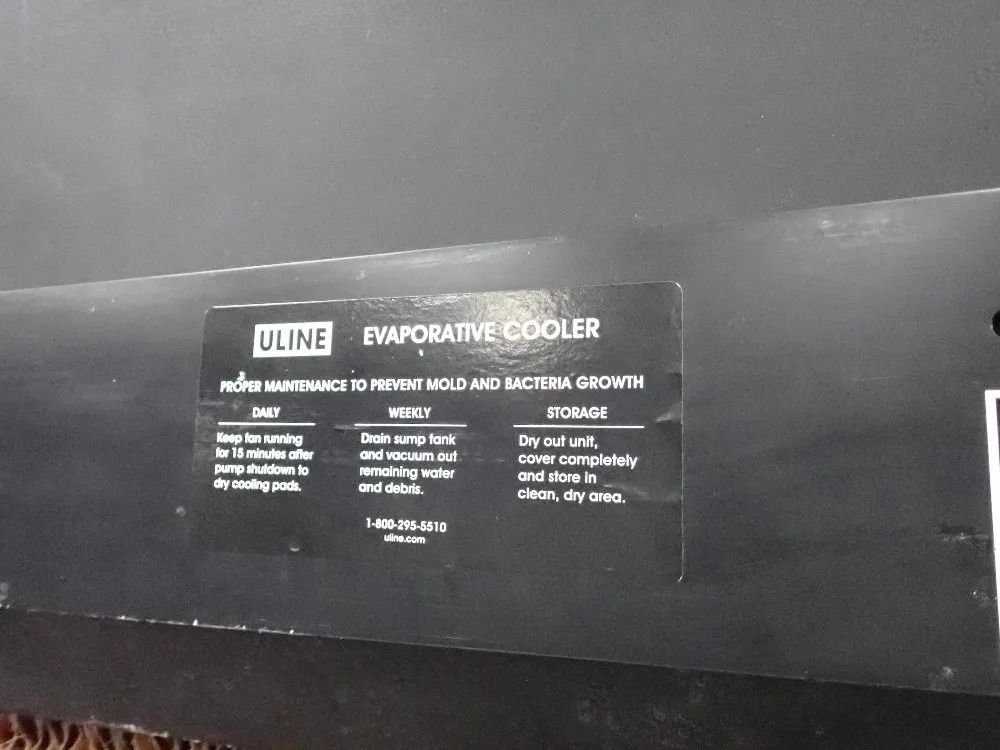 ULINE EVAPORATIVE COOLER
PROPER MAINTENANCE TO PREVENT MOLD AND BACTERIA GROWTH
DAILY
Keep fan running
for 15 minutes after
pump shutdown to
dry cooling pads.
WEEKLY
Drain sump tank
and vacuum out
remaining water
and debris.
STORAGE
Dry out unit,
cover completely
and store in
clean, dry area.
1-800-295-5510
uline.com